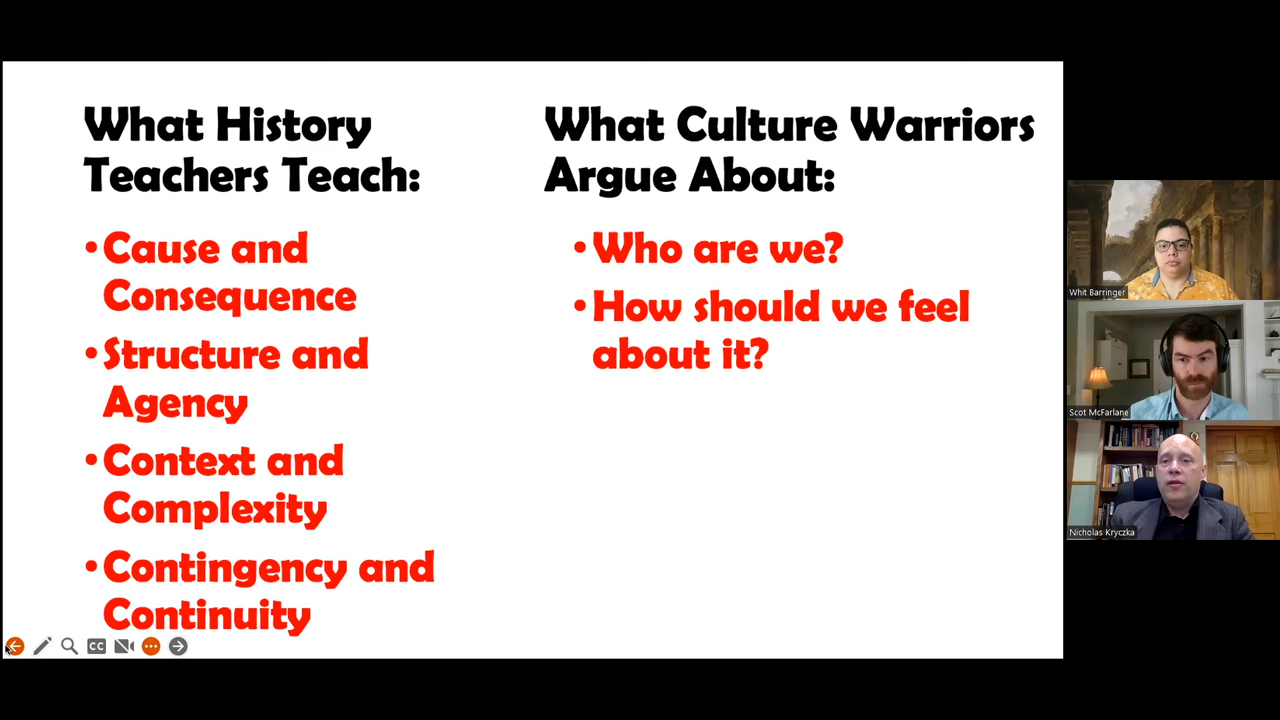 What History
Teachers Teach:
• Cause and
Consequence
• Structure and
Agency
• Context and
Complexity
• Contingency and
Continuity
What Culture Warriors
Argue About:
• Who are we?
• How should we feel
about it?
CC
Whit Barringer
Scot McFarlane
Nicholas Kryczka